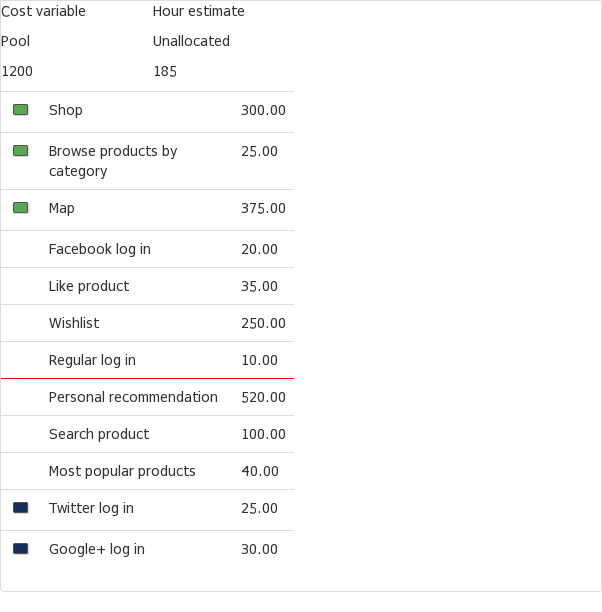 Cost variable Hour estimate
Pool Unallocated
1200 185
Shop 300.00
Browse products by 25.00
category
Map 375.00
Facebook log in 20.00
Like product 35.00
Wishlist 250.00
Regular log in 10.00
Personal recommendation 520.00
Search product 100.00
Most popular products 40.00
Twitter log in 25.00
Google+ log in 30.00